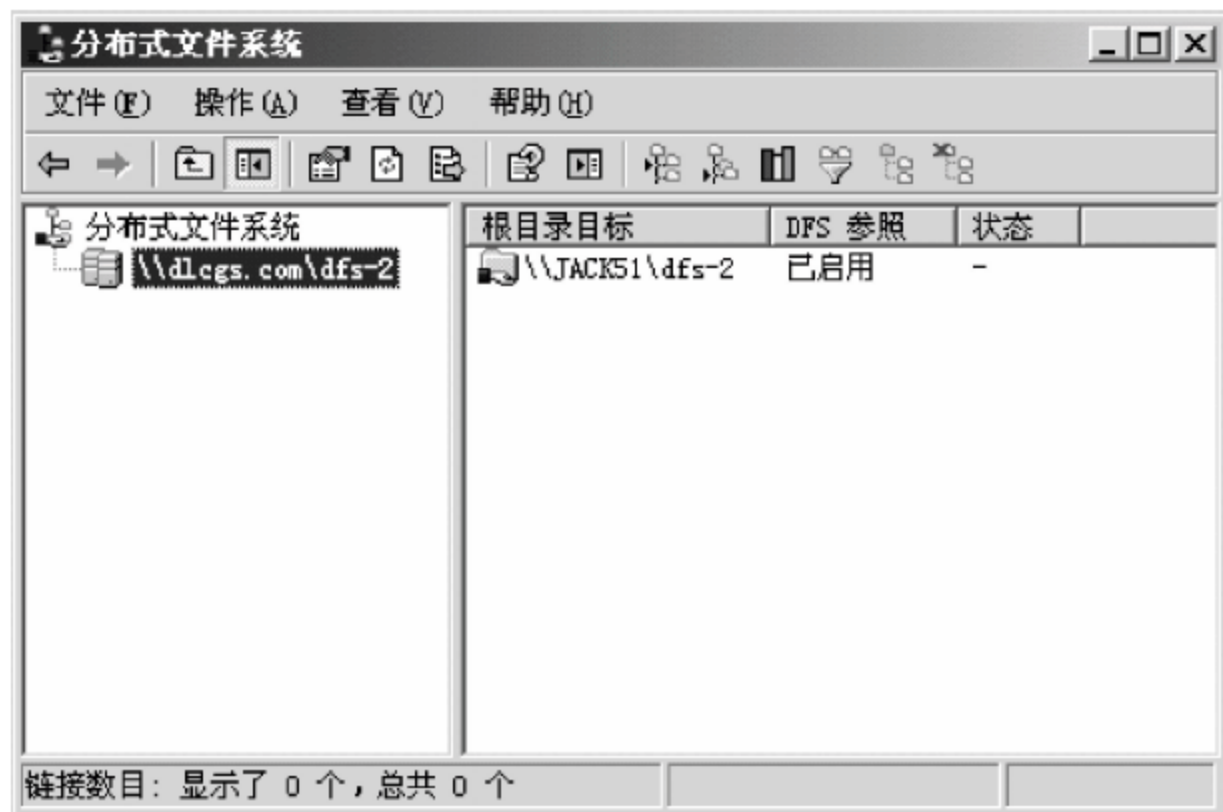 分布式文件系统
文件(F) 操作(A) 查看(V) 帮助(H)
分布式文件系统
\\dlcgs.com\dfs-2
根目录目标 DFS 参照 状态
\\JACK51\dfs-2 已启用 -
链接数目: 显示了 0 个,总共 0 个